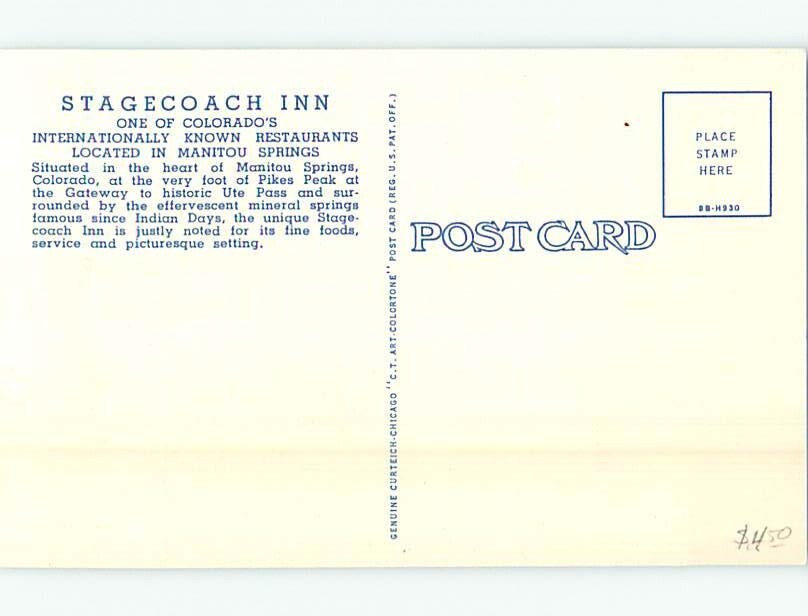 STAGECOACH INN
ONE OF COLORADO'S
INTERNATIONALLY KNOWN RESTAURANTS
LOCATED IN MANITOU SPRINGS
Situated in the heart of Manitou Springs,
Colorado, at the very foot of Pikes Peak at
the Gateway to historic Ute Pass and sur-
rounded by the effervescent mineral springs
famous since Indian Days, the unique Stage-
coach Inn is justly noted for its fine foods,
service and picturesque setting.
GENUINE CURTEICH-CHICAGO "C.T. ART-COLORTONE" POST CARD (REG. U.S. PAT. OFF.)
POST CARD
PLACE
STAMP
HERE
8B-H930
$4.50